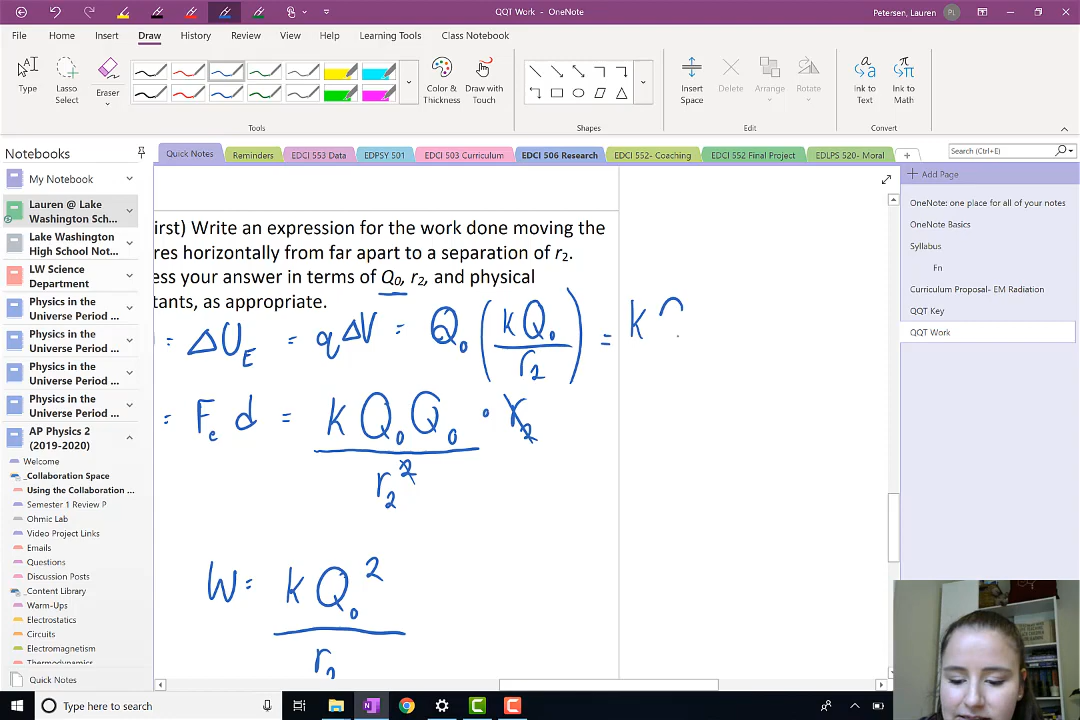 QQT Work - OneNote
Petersen, Lauren
PL
File Home Insert Draw History Review View Help Learning Tools Class Notebook
Type
Lasso Select
Eraser
Color & Thickness
Draw with Touch
Insert Space
Delete
Arrange
Rotate
Ink to Text
Ink to Math
Tools
Shapes
Edit
Convert
Notebooks
Quick Notes
Reminders
EDCI 553 Data
EDPSY 501
EDCI 503 Curriculum
EDCI 506 Research
EDCI 552- Coaching
EDCI 552 Final Project
EDLPS 520- Moral
Search (Ctrl+E)
My Notebook
Lauren @ Lake
Washington Sch...
Lake Washington
High School Not...
LW Science
Department
Physics in the
Universe Period ...
Physics in the
Universe Period ...
Physics in the
Universe Period ...
Physics in the
Universe Period ...
AP Physics 2
(2019-2020)
Welcome
_Collaboration Space
Using the Collaboration ...
Semester 1 Review P
Ohmic Lab
Video Project Links
Emails
Questions
Discussion Posts
_Content Library
Warm-Ups
Electrostatics
Circuits
Electromagnetism
Thermodynamics
Quick Notes
irst) Write an expression for the work done moving the
res horizontally from far apart to a separation of r₂.
ess your answer in terms of Q₀, r₂, and physical
tants, as appropriate.
= ΔU_E = qΔV = Q₀ (kQ₀/r₂) = k
= F_e d = kQ₀Q₀/r₂² · r₂
W = kQ₀²/r₂
Add Page
OneNote: one place for all of your notes
OneNote Basics
Syllabus
Fn
Curriculum Proposal- EM Radiation
QQT Key
QQT Work
Type here to search